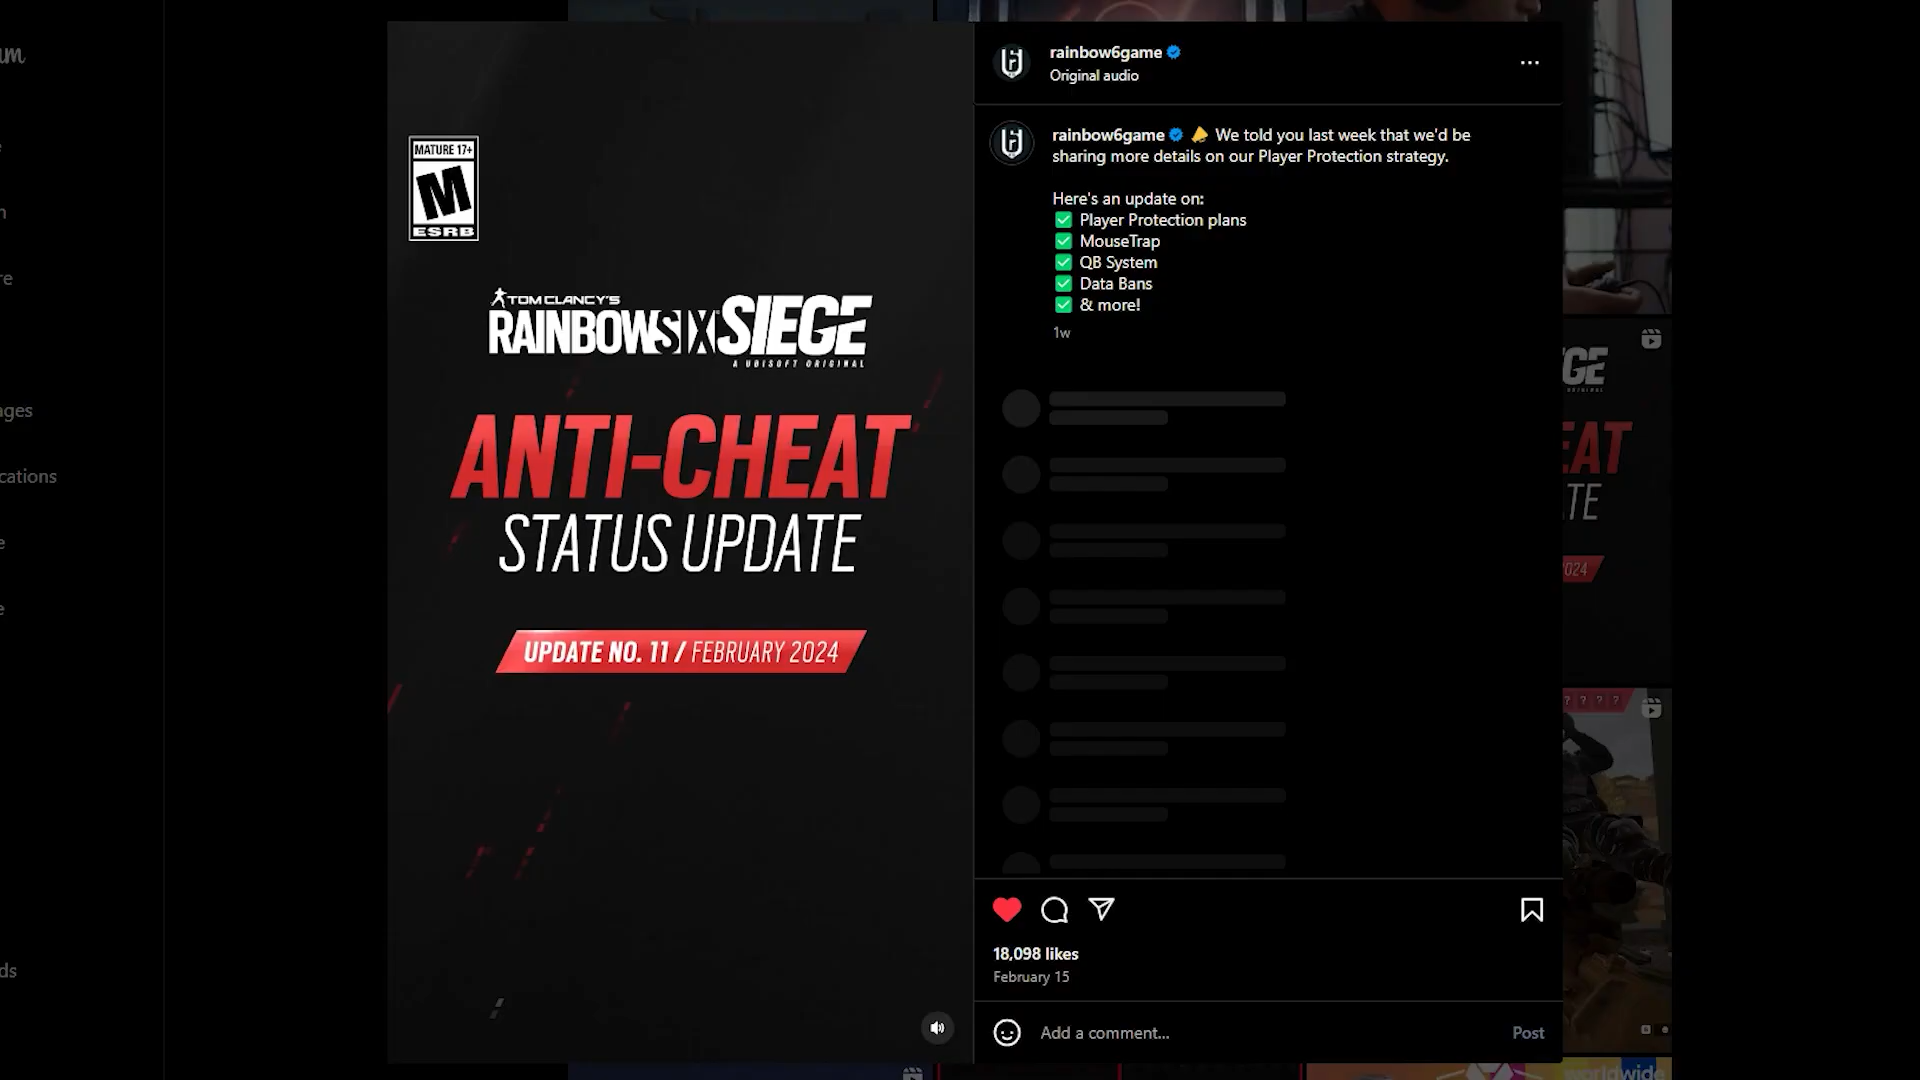 MATURE 17+
M
ESRB
TOM CLANCY'S
RAINBOWSIX SIEGE
A UBISOFT ORIGINAL
ANTI-CHEAT
STATUS UPDATE
UPDATE NO. 11 / FEBRUARY 2024
rainbow6game
Original audio
rainbow6game We told you last week that we'd be
sharing more details on our Player Protection strategy.
Here's an update on:
✅ Player Protection plans
✅ MouseTrap
✅ QB System
✅ Data Bans
✅ & more!
1w
18,098 likes
February 15
Add a comment...
Post
worldwide